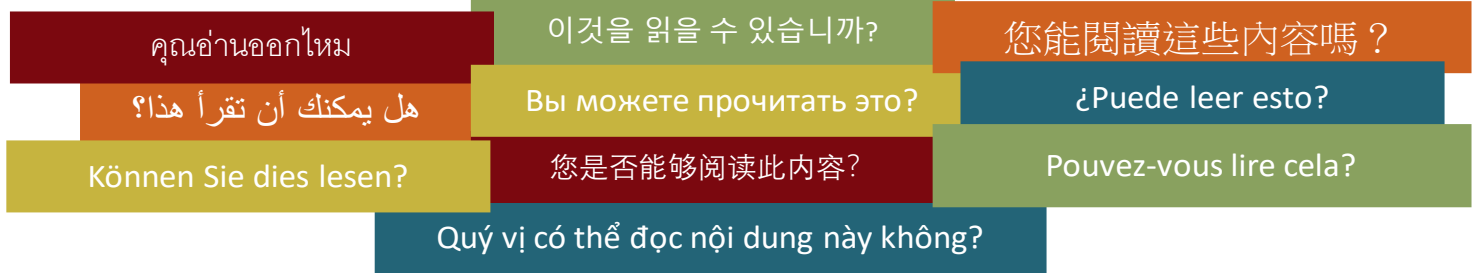 คุณอ่านออกไหม
이것을 읽을 수 있습니까?
您能閱讀這些內容嗎？
هل يمكنك أن تقرأ هذا؟
Вы можете прочитать это?
¿Puede leer esto?
Können Sie dies lesen?
您是否能够阅读此内容？
Pouvez-vous lire cela?
Quý vị có thể đọc nội dung này không?